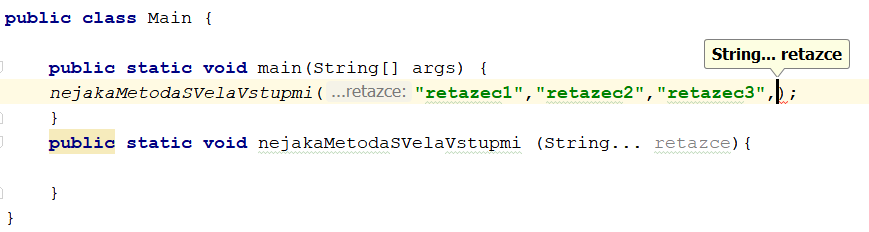 public class Main {
String... retazce
public static void main(String[] args) {
nejakaMetodaSVelaVstupmi( ...retazce: "retazec1","retazec2","retazec3",);
}
public static void nejakaMetodaSVelaVstupmi (String... retazce){
}
}